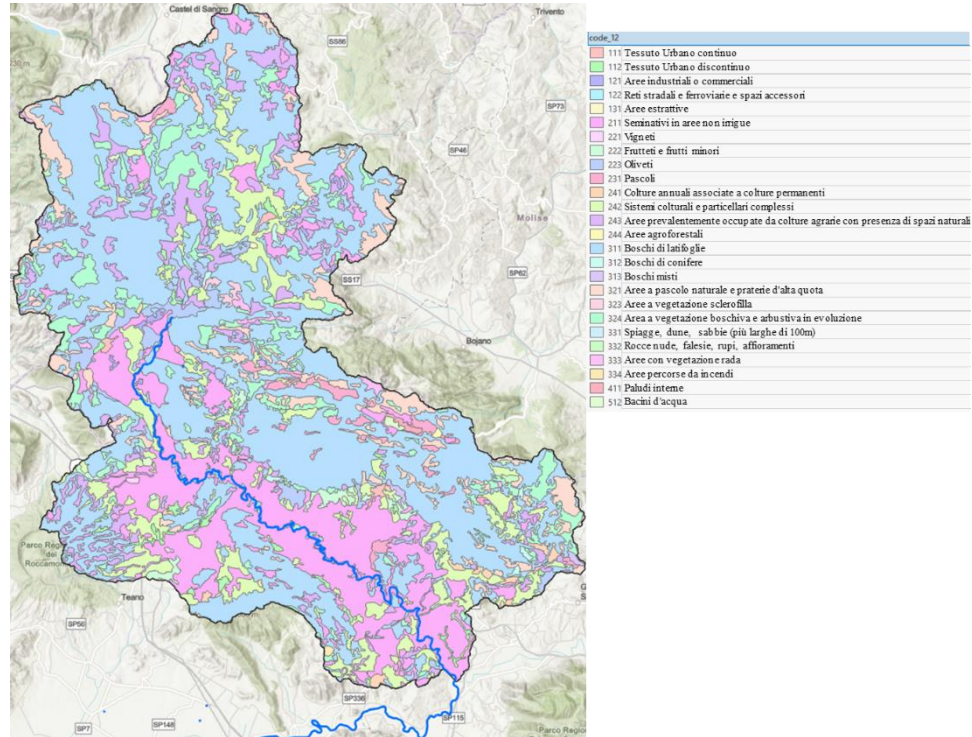 Castel di Sangro
Trivento
SS86
SP73
SP46
Molise
SP62
SS17
Bojano
Parco Reg
del
Roccamon
Teano
SP56
SP336
SP7
SP148
SP115
Parco Regio
code_12
111 Tessuto Urbano continuo
112 Tessuto Urbano discontinuo
121 Aree industriali o commerciali
122 Reti stradali e ferroviarie e spazi accessori
131 Aree estrattive
211 Seminativi in aree non irrigue
221 Vigneti
222 Frutteti e frutti minori
223 Oliveti
231 Pascoli
241 Colture annuali associate a colture permanenti
242 Sistemi colturali e particellari complessi
243 Aree prevalentemente occupate da colture agrarie con presenza di spazi naturali
244 Aree agroforestali
311 Boschi di latifoglie
312 Boschi di conifere
313 Boschi misti
321 Aree a pascolo naturale e praterie d'alta quota
323 Aree a vegetazione sclerofilla
324 Area a vegetazione boschiva e arbustiva in evoluzione
331 Spiagge, dune, sabbie (più larghe di 100m)
332 Rocce nude, falesie, rupi, affioramenti
333 Aree con vegetazione rada
334 Aree percorse da incendi
411 Paludi interne
512 Bacini d'acqua